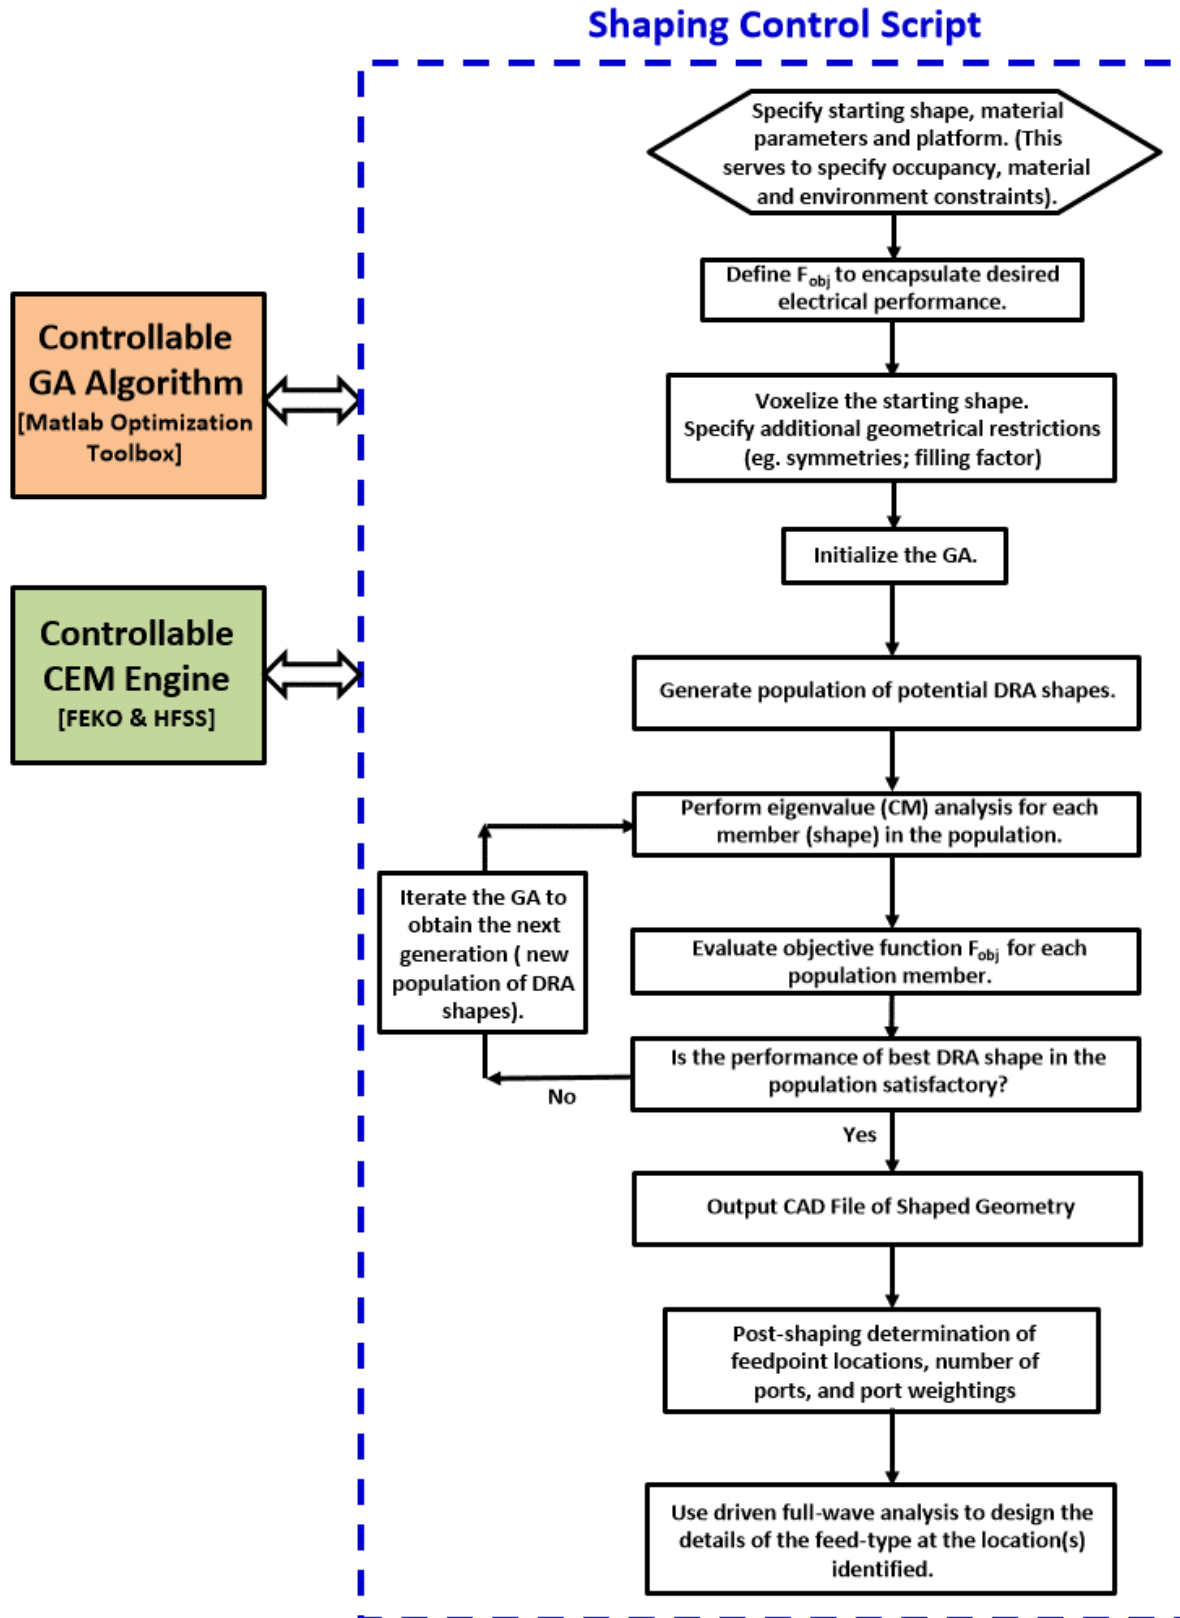 Shaping Control Script
Specify starting shape, material
parameters and platform. (This
serves to specify occupancy, material
and environment constraints).
Define Fobj to encapsulate desired
electrical performance.
Controllable
GA Algorithm
[Matlab Optimization
Toolbox]
Voxelize the starting shape.
Specify additional geometrical restrictions
(eg. symmetries; filling factor)
Initialize the GA.
Controllable
CEM Engine
[FEKO & HFSS]
Generate population of potential DRA shapes.
Perform eigenvalue (CM) analysis for each
member (shape) in the population.
Iterate the GA to
obtain the next
generation ( new
population of DRA
shapes).
Evaluate objective function Fobj for each
population member.
Is the performance of best DRA shape in the
population satisfactory?
No
Yes
Output CAD File of Shaped Geometry
Post-shaping determination of
feedpoint locations, number of
ports, and port weightings
Use driven full-wave analysis to design the
details of the feed-type at the location(s)
identified.